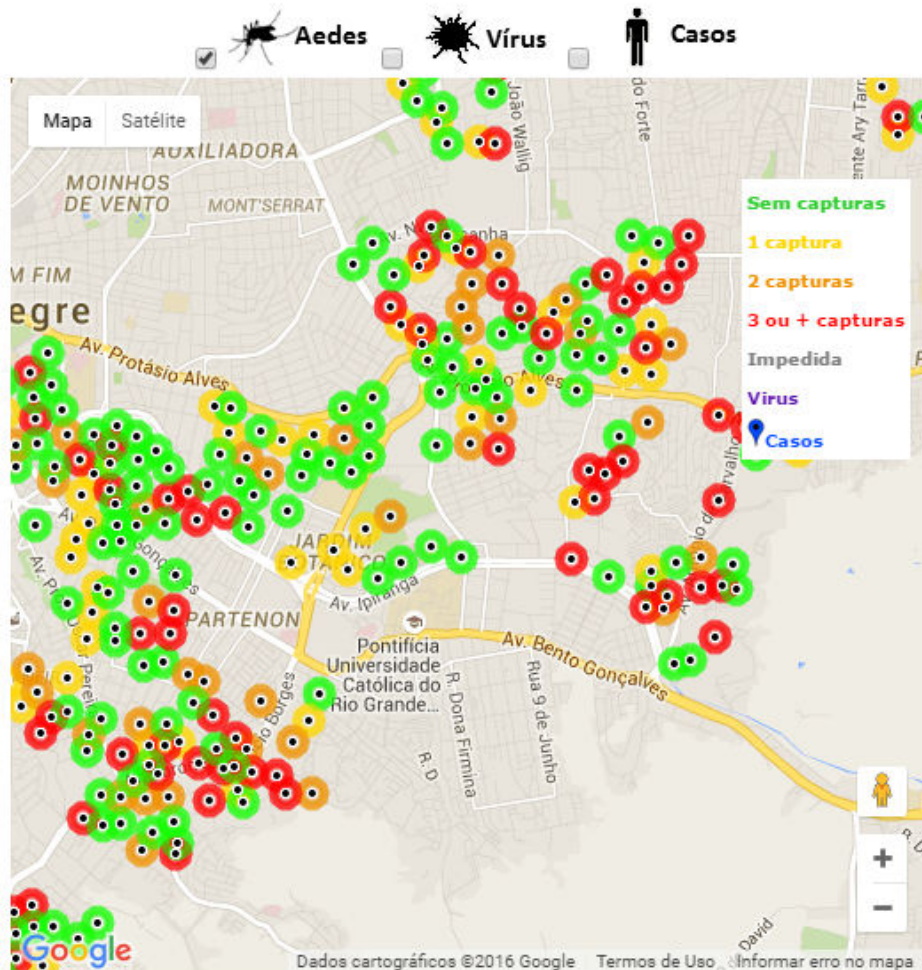 Aedes
Vírus
Casos
Mapa
Satélite
João Wallig
do Forte
AUXILIADORA
MOINHOS
DE VENTO
MONT'SERRAT
Sem capturas
1 captura
2 capturas
3 ou + capturas
Impedida
Virus
Casos
M FIM
egre
Av. Protásio Alves
JARDIM
Av. Ipiranga
PARTENON
Av. Bento Gonçalves
Pontifícia
Universidade
Católica do
Rio Grande...
R. Dona Firmina
Rua 9 de Junho
R. D
David
Google
Dados cartográficos ©2016 Google
Termos de Uso
Informar erro no mapa